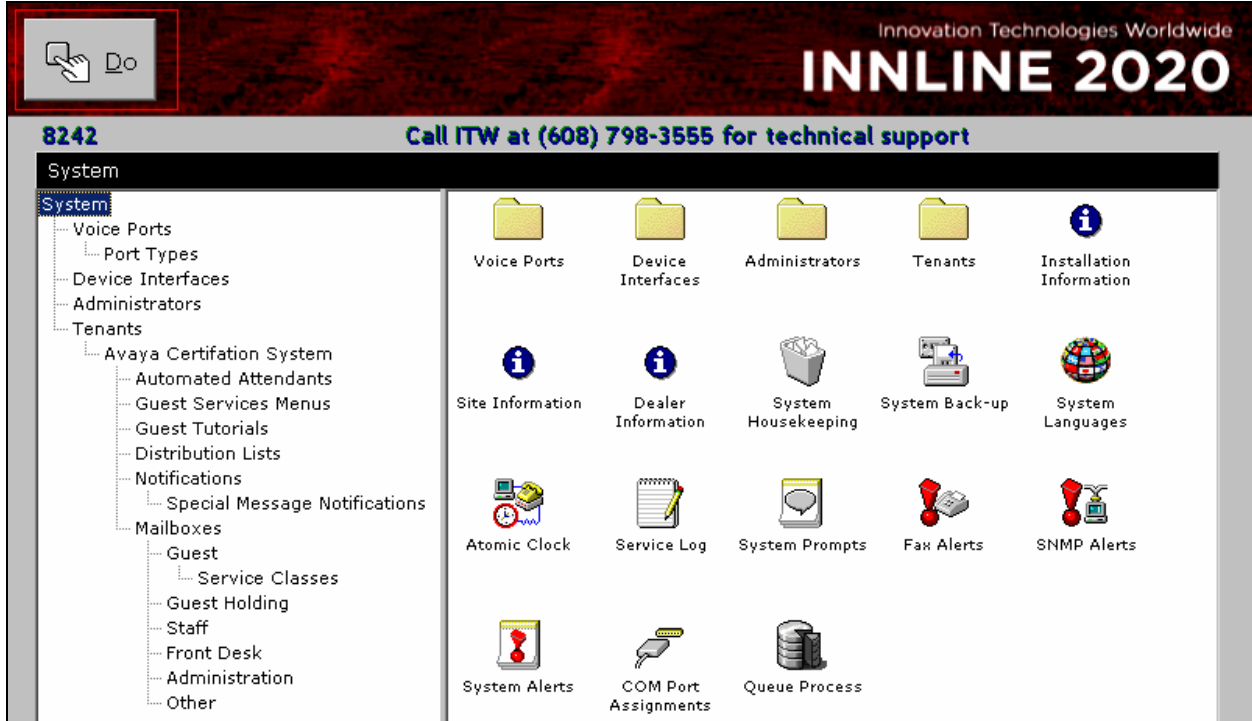 Do
Innovation Technologies Worldwide
INNLINE 2020
8242
Call ITW at (608) 798-3555 for technical support
System
System
Voice Ports
Port Types
Device Interfaces
Administrators
Tenants
Avaya Certifation System
Automated Attendants
Guest Services Menus
Guest Tutorials
Distribution Lists
Notifications
Special Message Notifications
Mailboxes
Guest
Service Classes
Guest Holding
Staff
Front Desk
Administration
Other
Voice Ports
Device
Interfaces
Administrators
Tenants
Installation
Information
Site Information
Dealer
Information
System
Housekeeping
System Back-up
System
Languages
Atomic Clock
Service Log
System Prompts
Fax Alerts
SNMP Alerts
System Alerts
COM Port
Assignments
Queue Process